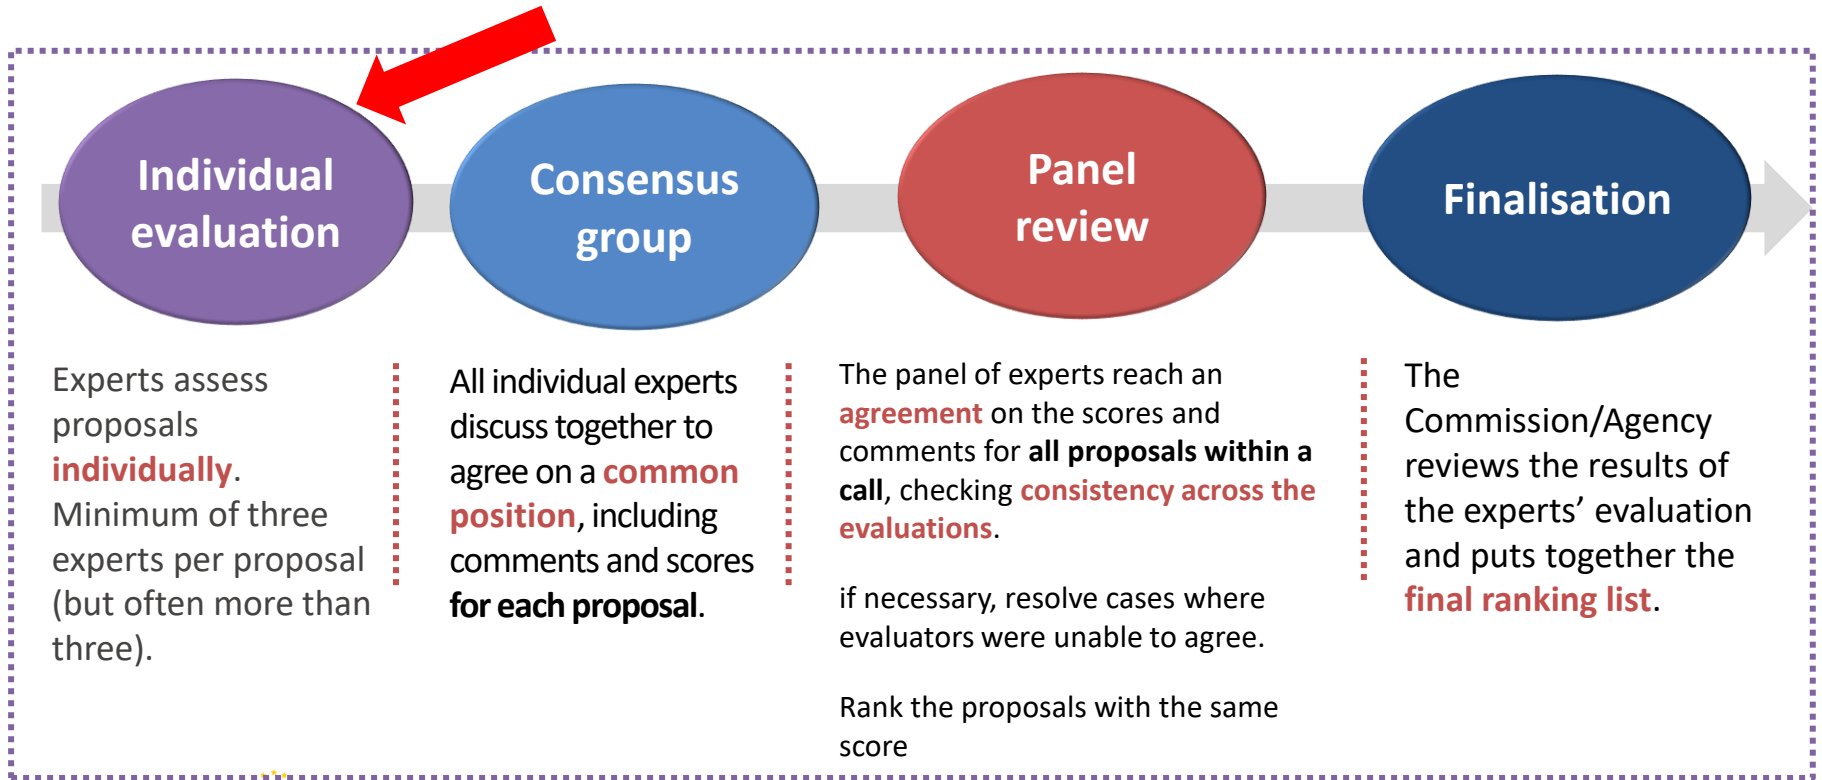 Individual
evaluation
Consensus
group
Panel
review
Finalisation
Experts assess
proposals
individually.
Minimum of three
experts per proposal
(but often more than
three).
All individual experts
discuss together to
agree on a common
position, including
comments and scores
for each proposal.
The panel of experts reach an
agreement on the scores and
comments for all proposals within a
call, checking consistency across the
evaluations.
if necessary, resolve cases where
evaluators were unable to agree.
Rank the proposals with the same
score
The
Commission/Agency
reviews the results of
the experts’ evaluation
and puts together the
final ranking list.